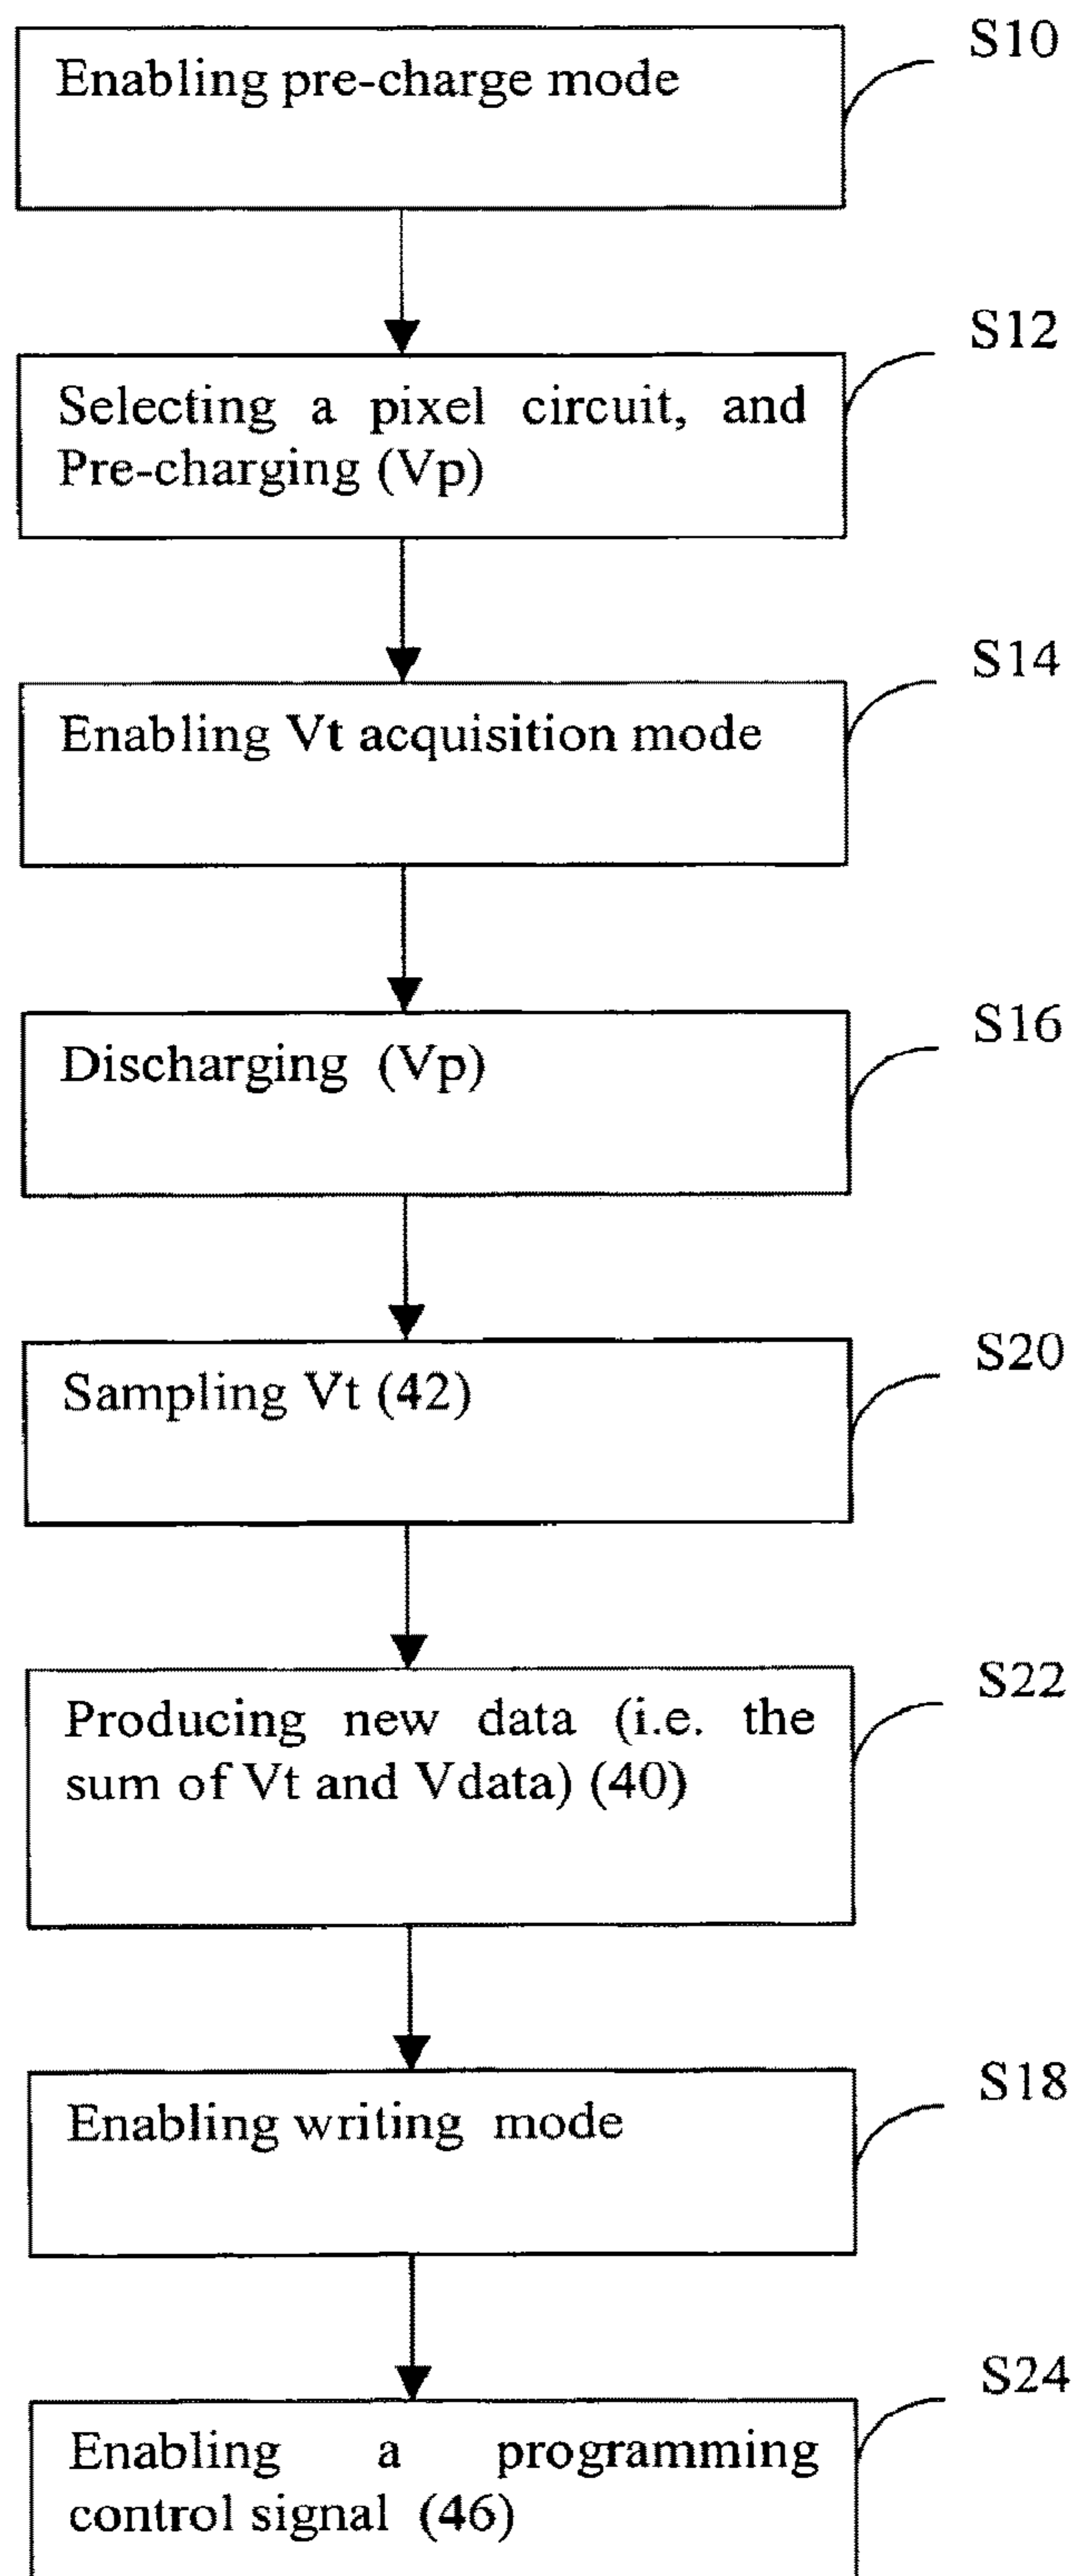 S10
Enabling pre-charge mode
S12
Selecting a pixel circuit, and
Pre-charging (Vp)
S14
Enabling Vt acquisition mode
S16
Discharging (Vp)
S20
Sampling Vt (42)
S22
Producing new data (i.e. the
sum of Vt and Vdata) (40)
S18
Enabling writing mode
S24
Enabling a programming
control signal (46)